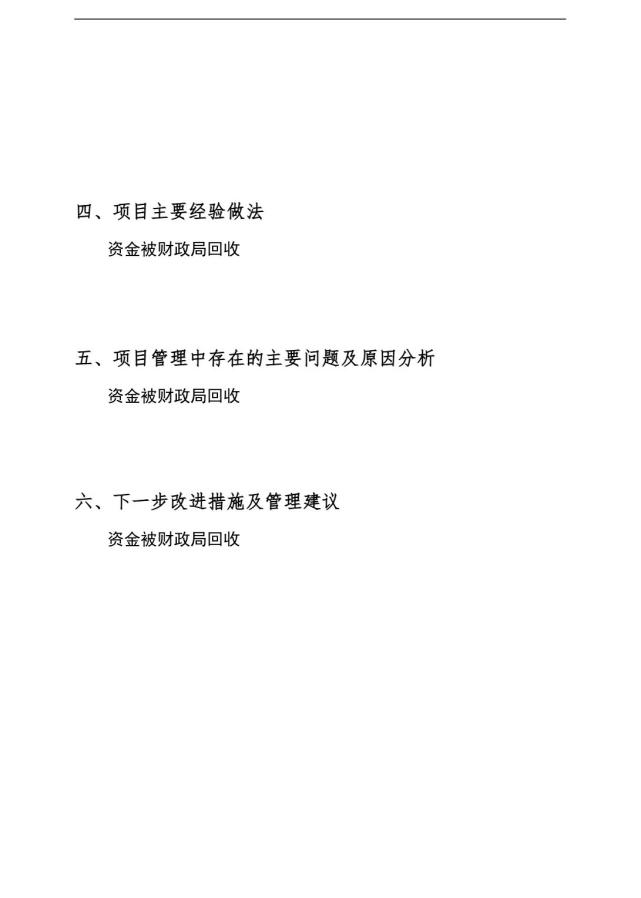 四、项目主要经验做法
资金被财政局回收
五、项目管理中存在的主要问题及原因分析
资金被财政局回收
六、下一步改进措施及管理建议
资金被财政局回收